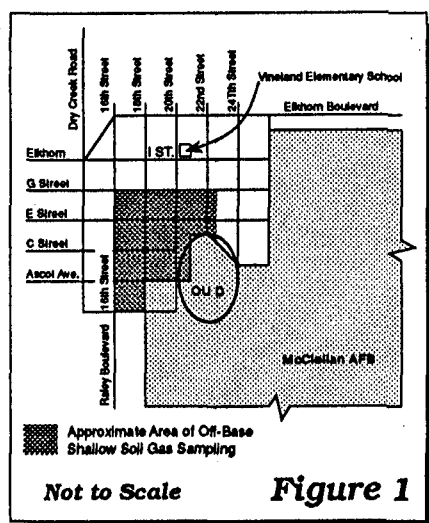 Dry Creek Road
16th Street
18th Street
20th Street
22nd Street
24Tth Street
Vineland Elementary School
Elkhorn Boulevard
Elkhorn
I ST.
G Street
E Street
C Street
Ascot Ave.
16th Street
OU D
Raley Boulevard
McClellan AFB
Approximate Area of Off-Base
Shallow Soil Gas Sampling
Not to Scale
Figure 1